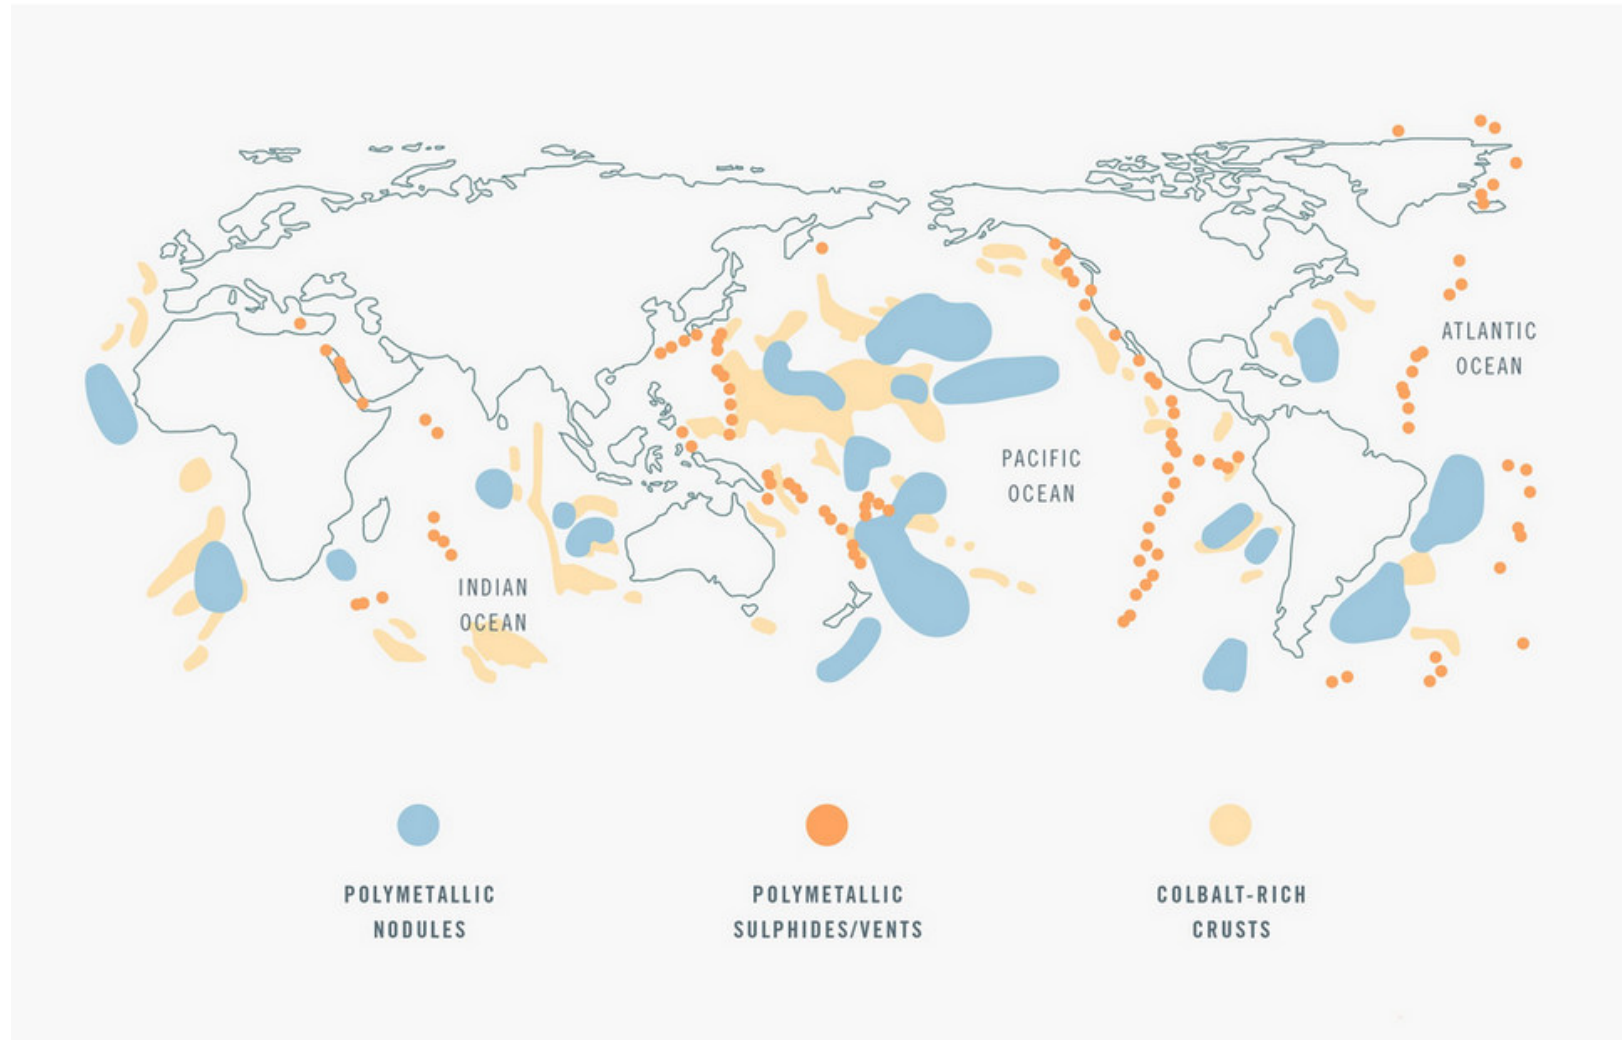 ATLANTIC
OCEAN
PACIFIC
OCEAN
INDIAN
OCEAN
POLYMETALLIC
NODULES
POLYMETALLIC
SULPHIDES/VENTS
COLBALT-RICH
CRUSTS